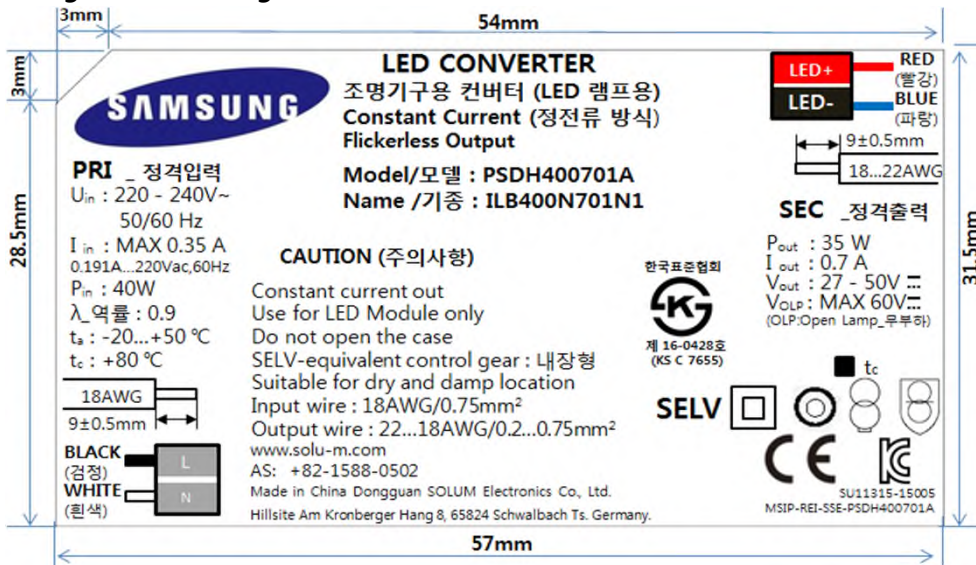 3mm
54mm
3mm
28.5mm
31.5mm
57mm
SAMSUNG
LED CONVERTER
조명기구용 컨버터 (LED 램프용)
Constant Current (정전류 방식)
Flickerless Output
Model/모델 : PSDH400701A
Name /기종 : ILB400N701N1
LED+
LED-
RED
(빨강)
BLUE
(파랑)
9±0.5mm
18...22AWG
PRI _ 정격입력
Uin : 220 - 240V~
50/60 Hz
I in : MAX 0.35 A
0.191A...220Vac,60Hz
Pin : 40W
λ_역률 : 0.9
ta : -20...+50 ℃
tc : +80 ℃
18AWG
9±0.5mm
BLACK
(검정)
WHITE
(흰색)
L
N
CAUTION (주의사항)
Constant current out
Use for LED Module only
Do not open the case
SELV-equivalent control gear : 내장형
Suitable for dry and damp location
Input wire : 18AWG/0.75mm²
Output wire : 22...18AWG/0.2...0.75mm²
www.solu-m.com
AS: +82-1588-0502
Made in China Dongguan SOLUM Electronics Co., Ltd.
Hillsite Am Kronberger Hang 8, 65824 Schwalbach Ts. Germany.
한국표준협회
제 16-0428호
(KS C 7655)
SEC _정격출력
Pout : 35 W
I out : 0.7 A
Vout : 27 - 50V
VOLP : MAX 60V
(OLP:Open Lamp_무부하)
tc
SELV
CE
SU11315-15005
MSIP-REI-SSE-PSDH400701A